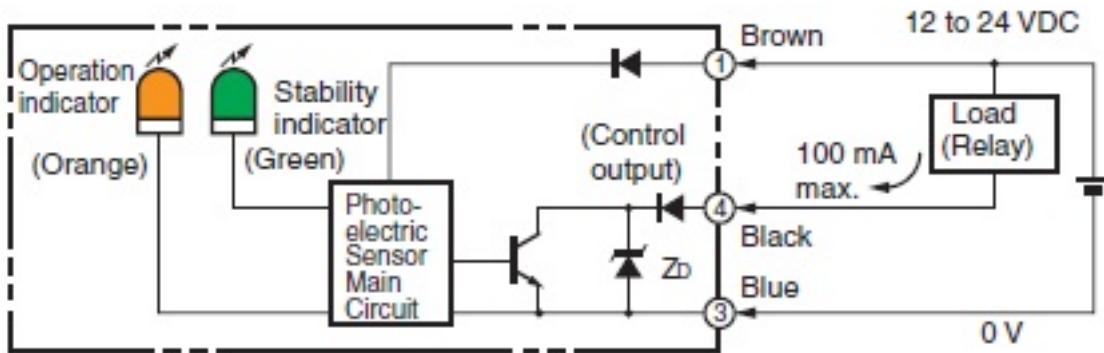 Operation
indicator
(Orange)
Stability
indicator
(Green)
Photo-
electric
Sensor
Main
Circuit
(Control
output)
ZD
1
Brown
12 to 24 VDC
Load
(Relay)
100 mA
max.
4
Black
Blue
3
0 V